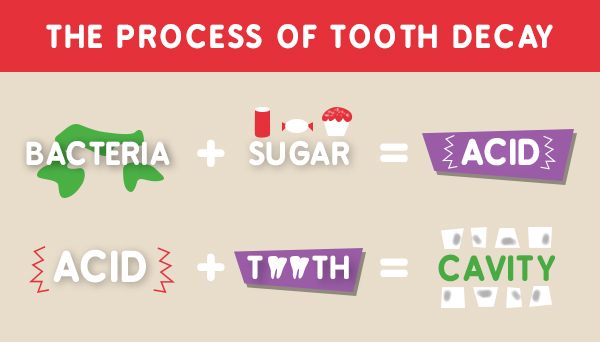 THE PROCESS OF TOOTH DECAY
BACTERIA + SUGAR = ACID
ACID + TOOTH = CAVITY